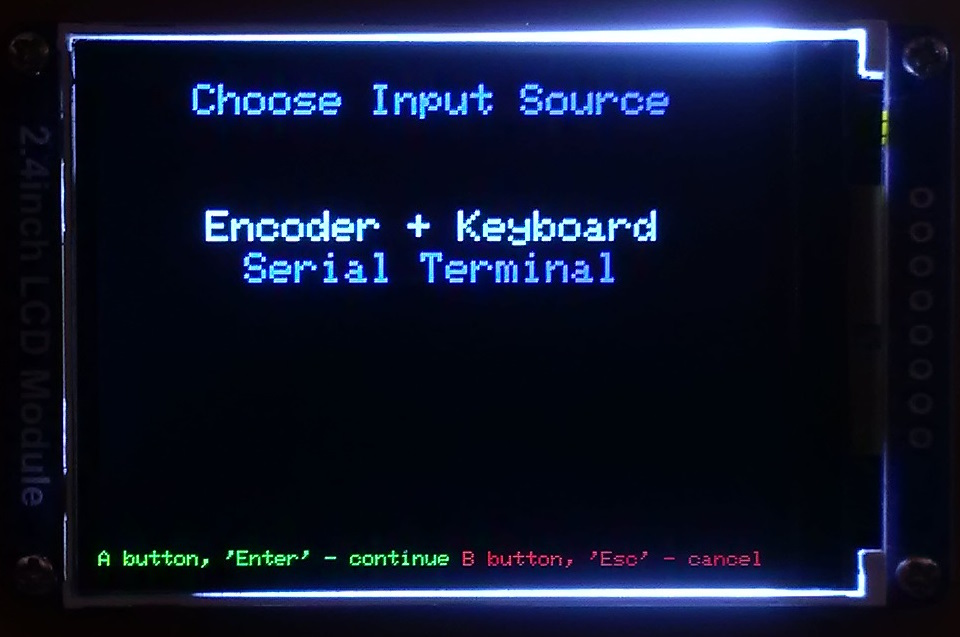 Choose Input Source
Encoder + Keyboard
Serial Terminal
A button, 'Enter' - continue B button, 'Esc' - cancel
2.4inch LCD Module